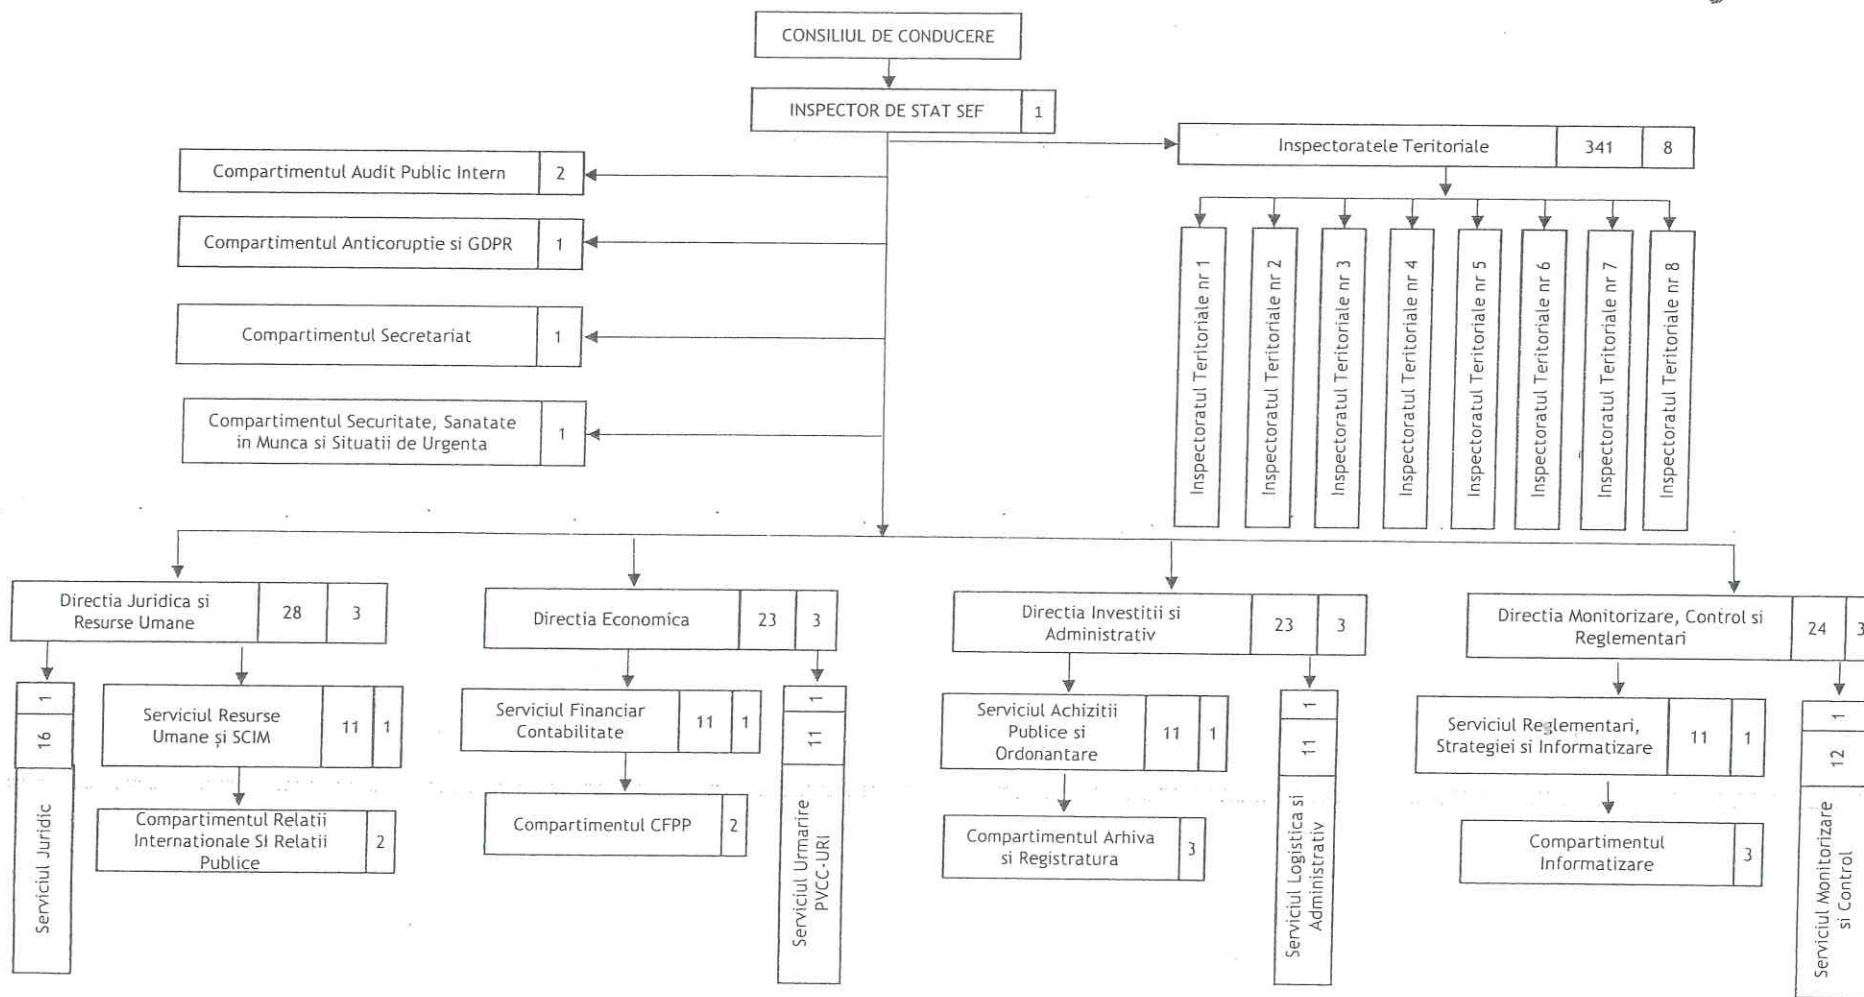 CONSILIUL DE CONDUCERE
INSPECTOR DE STAT SEF 1
Compartimentul Audit Public Intern 2
Compartimentul Anticoruptie si GDPR 1
Compartimentul Secretariat 1
Compartimentul Securitate, Sanatate
in Munca si Situatii de Urgenta 1
Inspectoratele Teritoriale 341 8
Inspectoratul Teritoriale nr 1
Inspectoratul Teritoriale nr 2
Inspectoratul Teritoriale nr 3
Inspectoratul Teritoriale nr 4
Inspectoratul Teritoriale nr 5
Inspectoratul Teritoriale nr 6
Inspectoratul Teritoriale nr 7
Inspectoratul Teritoriale nr 8
Directia Juridica si
Resurse Umane 28 3
Serviciul Juridic 16 1
Serviciul Resurse
Umane și SCIM 11 1
Compartimentul Relatii
Internationale SI Relatii
Publice 2
Directia Economica 23 3
Serviciul Financiar
Contabilitate 11 1
Compartimentul CFPP 2
Serviciul Urmarire
PVCC-URI 11 1
Directia Investitii si
Administrativ 23 3
Serviciul Achizitii
Publice si
Ordonantare 11 1
Compartimentul Arhiva
si Registratura 3
Serviciul Logistica si
Administrativ 11 1
Directia Monitorizare, Control si
Reglementari 24 3
Serviciul Reglementari,
Strategiei si Informatizare 11 1
Compartimentul
Informatizare 3
Serviciul Monitorizare
si Control 12 1